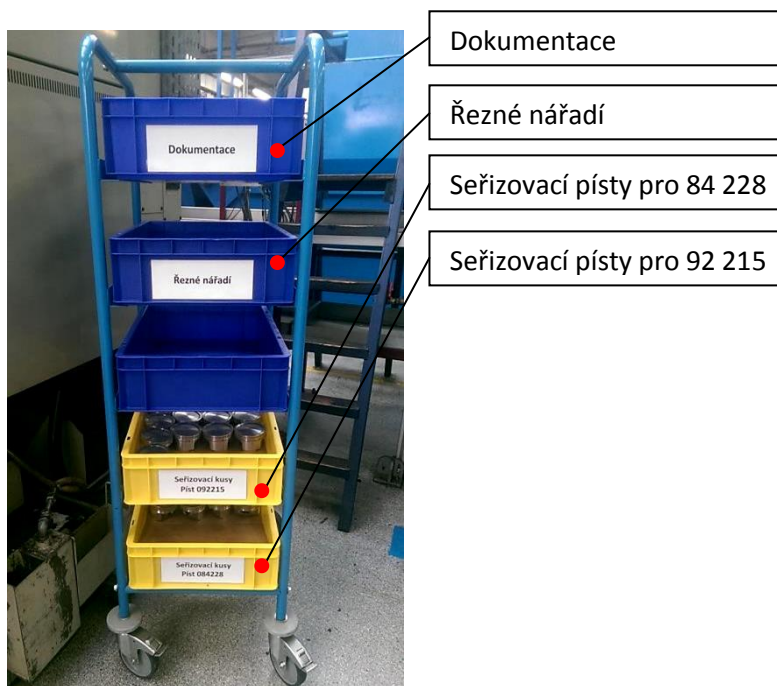 Dokumentace
Řezné nářadí
Seřizovací písty pro 84 228
Seřizovací písty pro 92 215
Dokumentace
Řezné nářadí
Seřizovací kusy
Píst 092215
Seřizovací kusy
Píst 084228